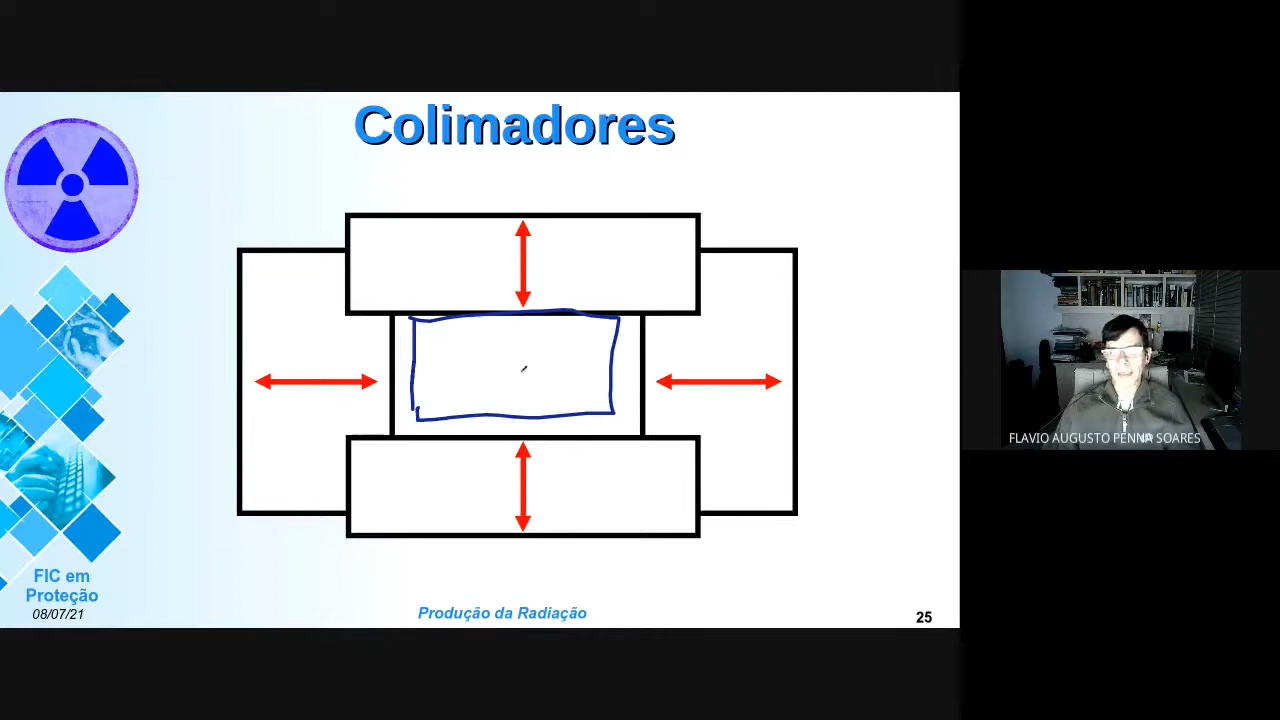 Colimadores
FIC em
Proteção
08/07/21
Produção da Radiação
25
FLAVIO AUGUSTO PENNA SOARES